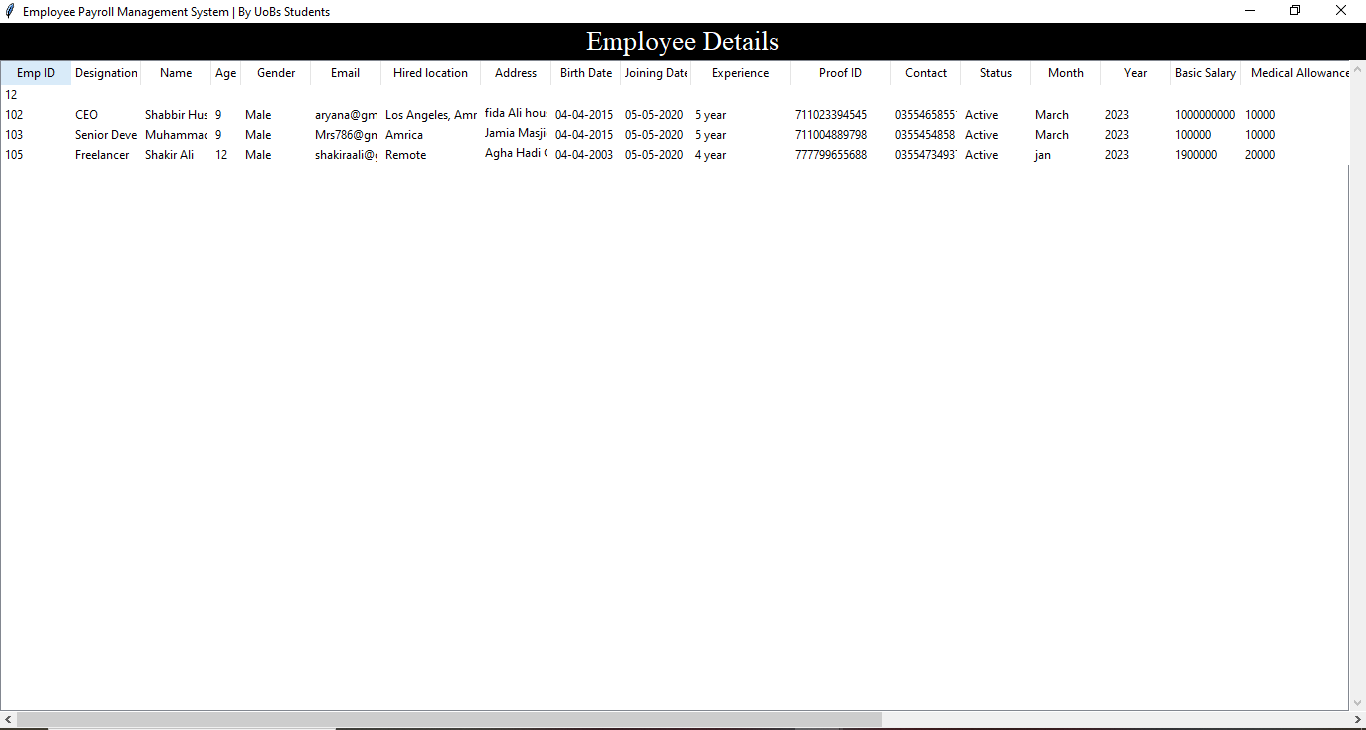 Employee Payroll Management System | By UoBs Students
Employee Details
Emp ID Designation Name Age Gender Email Hired location Address Birth Date Joining Date Experience Proof ID Contact Status Month Year Basic Salary Medical Allowance
12
102 CEO Shabbir Hus 9 Male aryana@gm Los Angeles, Amr fida Ali hou 04-04-2015 05-05-2020 5 year 711023394545 0355465855 Active March 2023 1000000000 10000
103 Senior Deve Muhammac 9 Male Mrs786@gn Amrica Jamia Masji 04-04-2015 05-05-2020 5 year 711004889798 0355454858 Active March 2023 100000 10000
105 Freelancer Shakir Ali 12 Male shakiraali@ Remote Agha Hadi 04-04-2003 05-05-2020 4 year 777799655688 035547349 Active jan 2023 1900000 20000